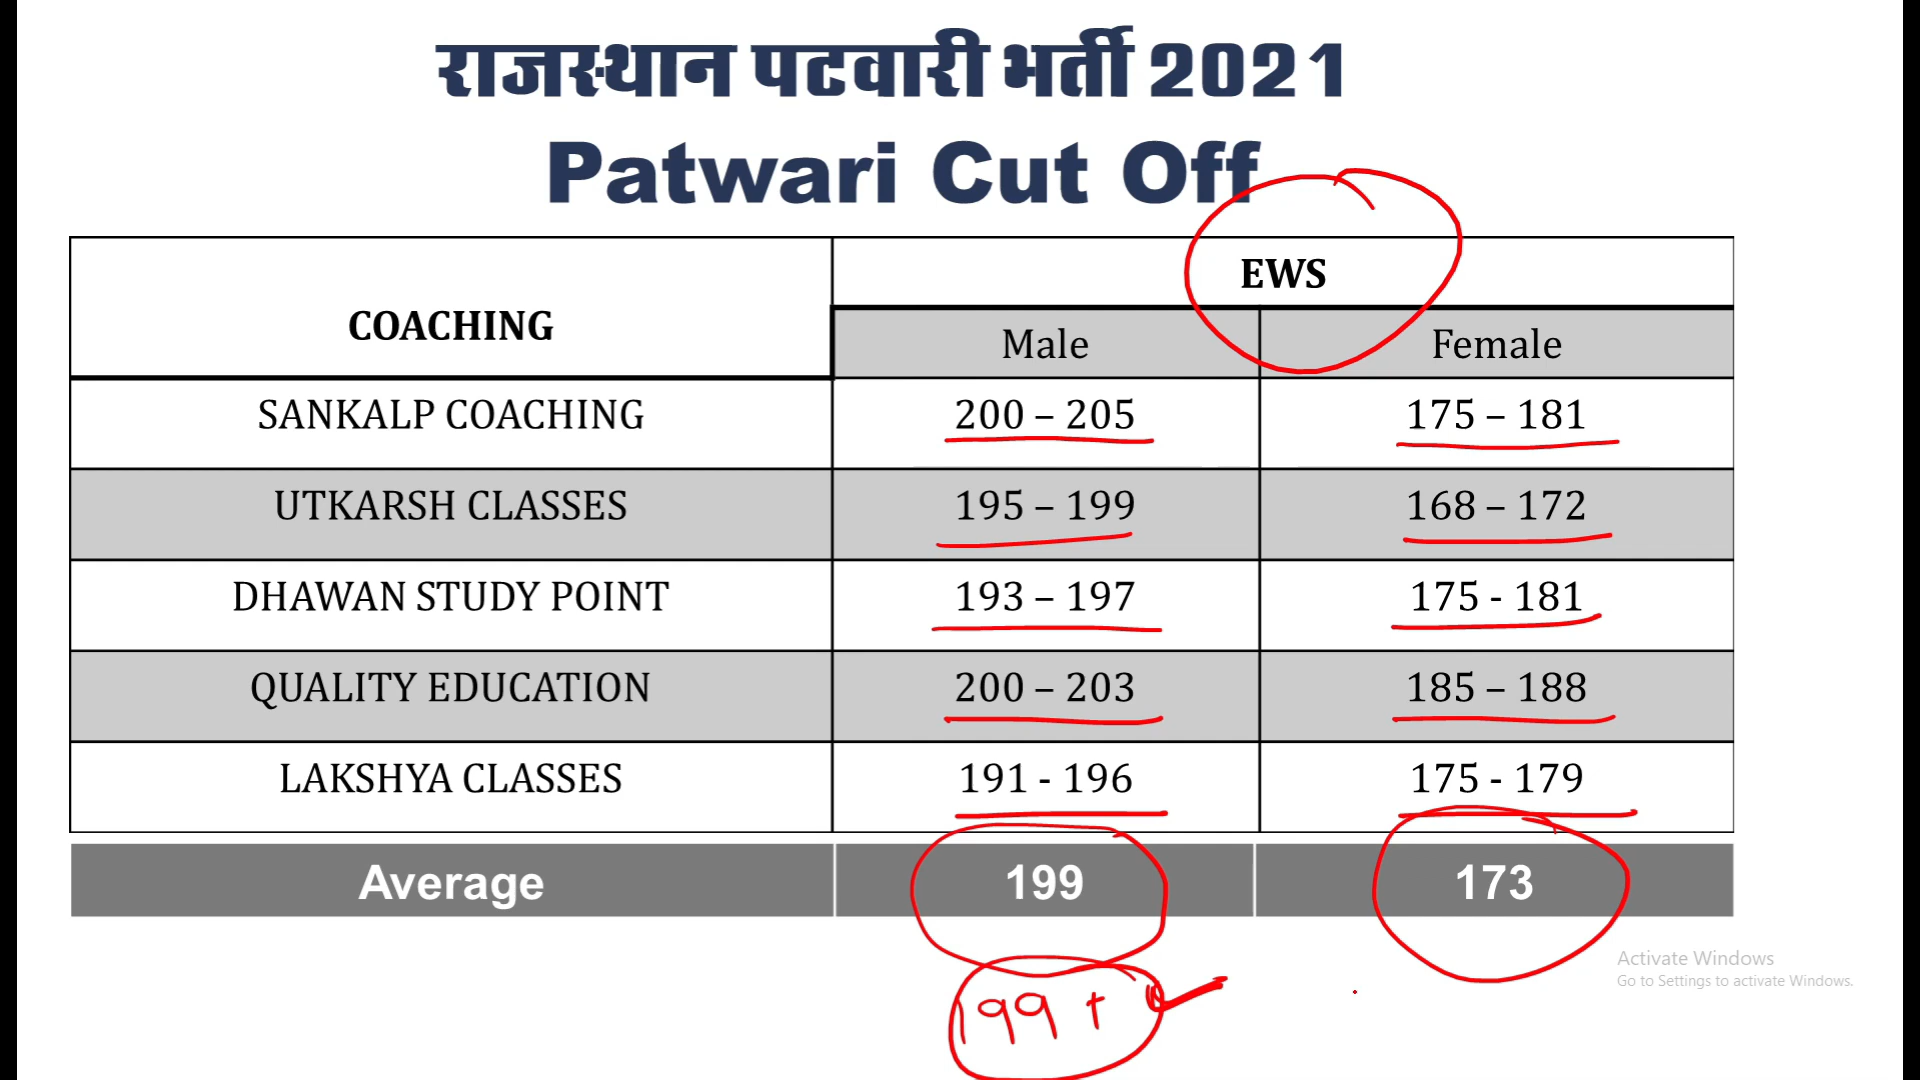 राजस्थान पटवारी भर्ती 2021
Patwari Cut Off
COACHING EWS
Male Female
SANKALP COACHING 200 – 205 175 – 181
UTKARSH CLASSES 195 – 199 168 – 172
DHAWAN STUDY POINT 193 – 197 175 - 181
QUALITY EDUCATION 200 – 203 185 – 188
LAKSHYA CLASSES 191 - 196 175 - 179
Average 199 173
199 +
Activate Windows
Go to Settings to activate Windows.